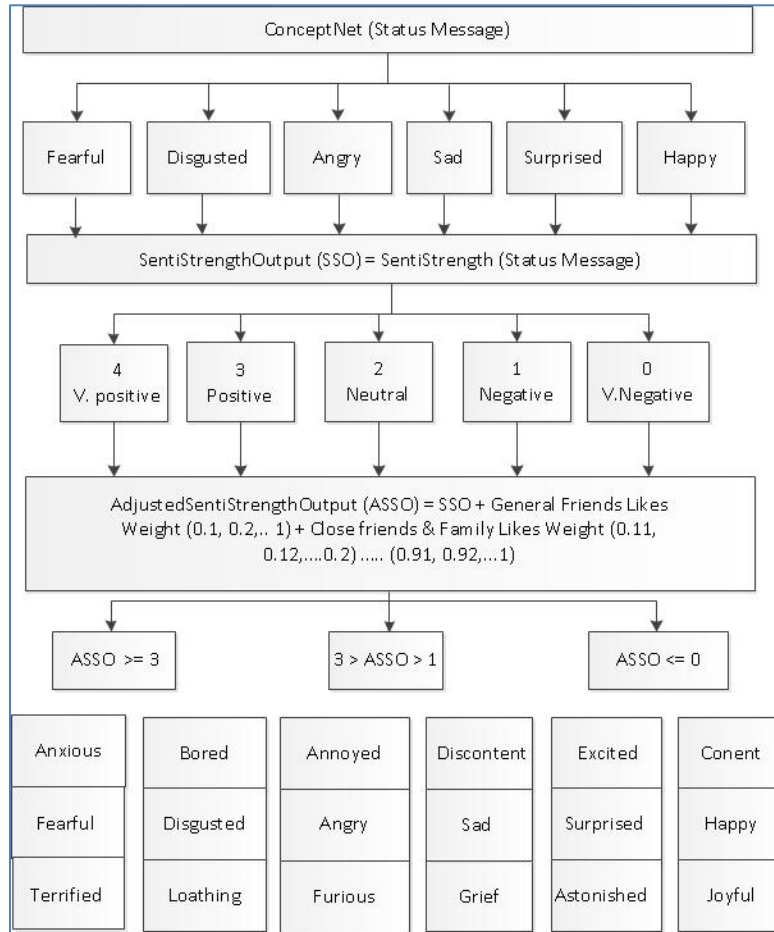 ConceptNet (Status Message)
Fearful
Disgusted
Angry
Sad
Surprised
Happy
SentiStrengthOutput (SSO) = SentiStrength (Status Message)
4
V. positive
3
Positive
2
Neutral
1
Negative
0
V.Negative
AdjustedSentiStrengthOutput (ASSO) = SSO + General Friends Likes
Weight (0.1, 0.2,.. 1) + Close friends & Family Likes Weight (0.11,
0.12,....0.2) ..... (0.91, 0.92,...1)
ASSO >= 3
3 > ASSO > 1
ASSO <= 0
Anxious
Bored
Annoyed
Discontent
Excited
Conent
Fearful
Disgusted
Angry
Sad
Surprised
Happy
Terrified
Loathing
Furious
Grief
Astonished
Joyful